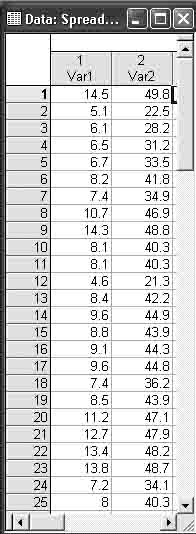 Data: Spread...
1 2
Var1 Var2
1 14.5 49.8
2 5.1 22.5
3 6.1 28.2
4 6.5 31.2
5 6.7 33.5
6 8.2 41.8
7 7.4 34.9
8 10.7 46.9
9 14.3 48.8
10 8.1 40.3
11 8.1 40.3
12 4.6 21.3
13 8.4 42.2
14 9.6 44.9
15 8.8 43.9
16 9.1 44.3
17 9.6 44.8
18 7.4 36.2
19 8.5 43.9
20 11.2 47.1
21 12.7 47.9
22 13.4 48.2
23 13.8 48.7
24 7.2 34.1
25 8 40.3